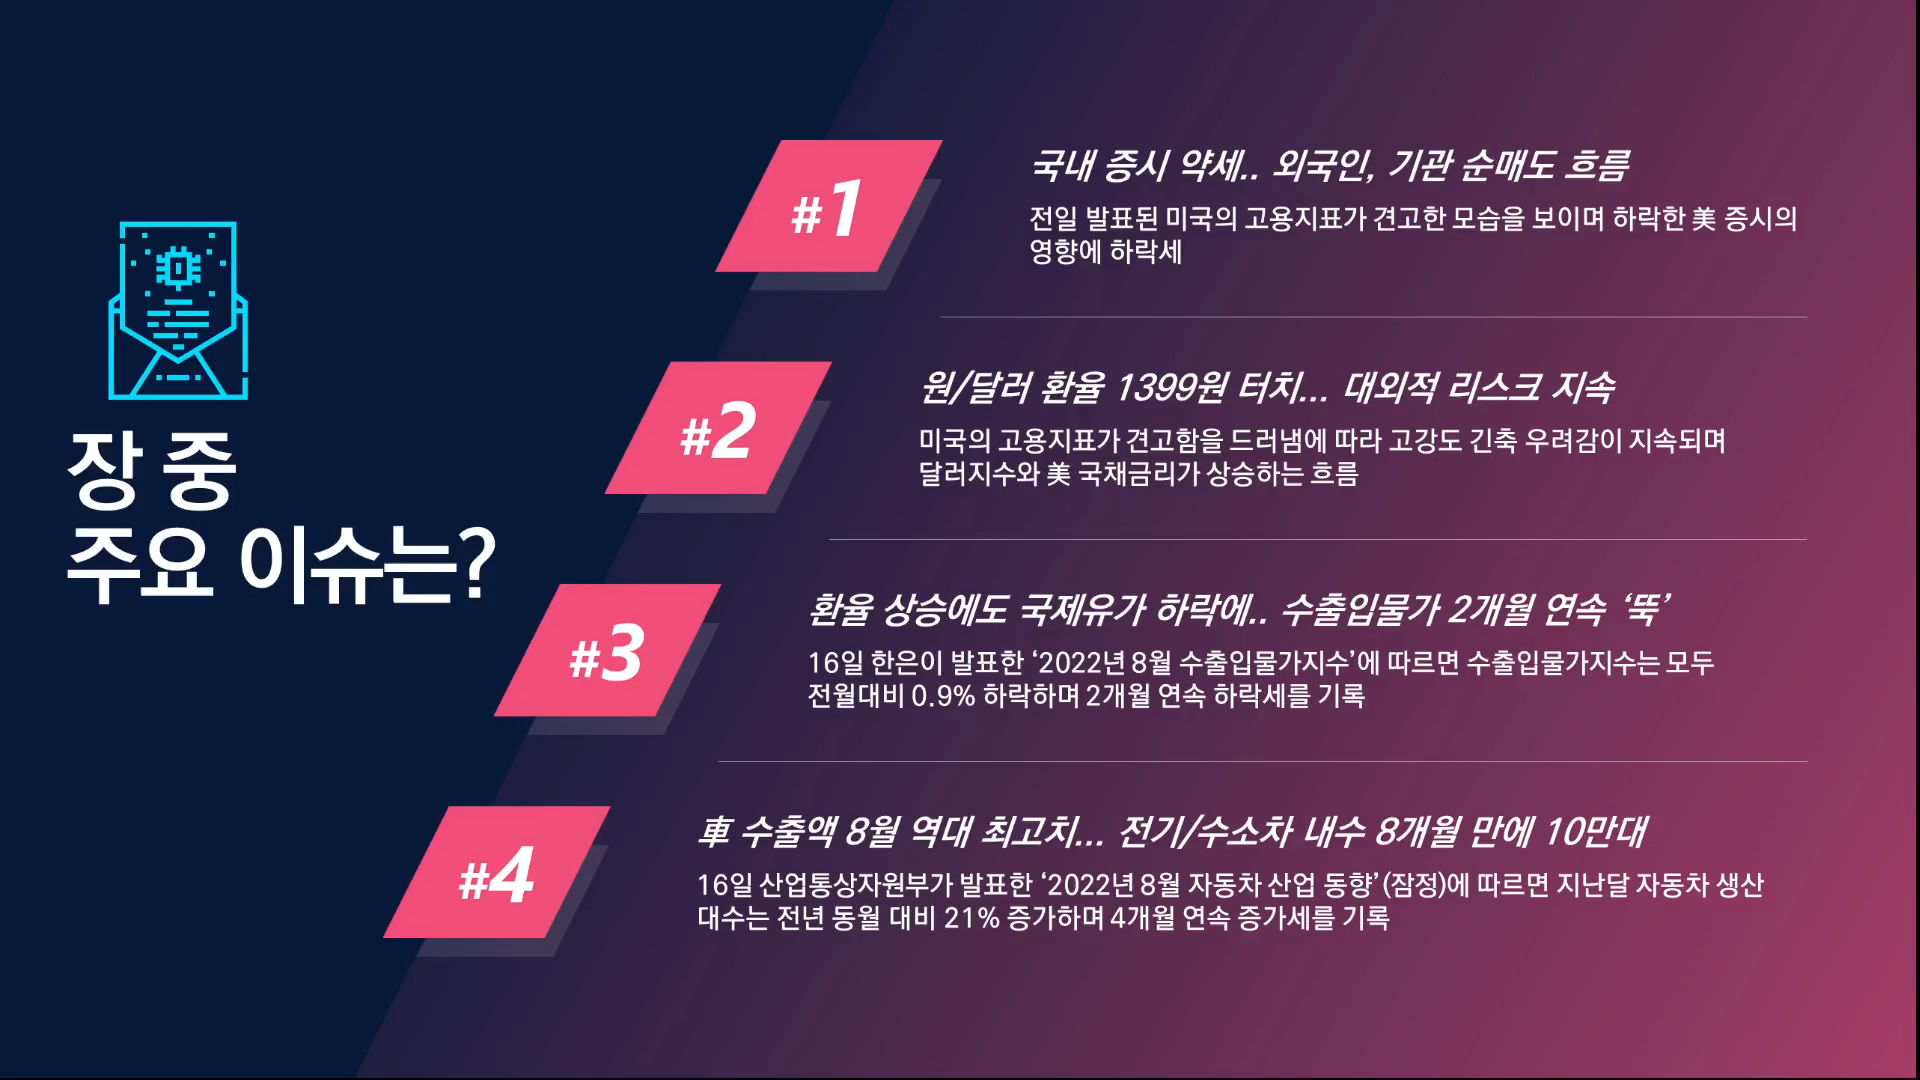 장 중
주요 이슈는?
#1
국내 증시 약세.. 외국인, 기관 순매도 흐름
전일 발표된 미국의 고용지표가 견고한 모습을 보이며 하락한 美 증시의
영향에 하락세
#2
원/달러 환율 1399원 터치... 대외적 리스크 지속
미국의 고용지표가 견고함을 드러냄에 따라 고강도 긴축 우려감이 지속되며
달러지수와 美 국채금리가 상승하는 흐름
#3
환율 상승에도 국제유가 하락에.. 수출입물가 2개월 연속 ‘뚝’
16일 한은이 발표한 ‘2022년 8월 수출입물가지수’에 따르면 수출입물가지수는 모두
전월대비 0.9% 하락하며 2개월 연속 하락세를 기록
#4
車 수출액 8월 역대 최고치... 전기/수소차 내수 8개월 만에 10만대
16일 산업통상자원부가 발표한 ‘2022년 8월 자동차 산업 동향’(잠정)에 따르면 지난달 자동차 생산
대수는 전년 동월 대비 21% 증가하며 4개월 연속 증가세를 기록